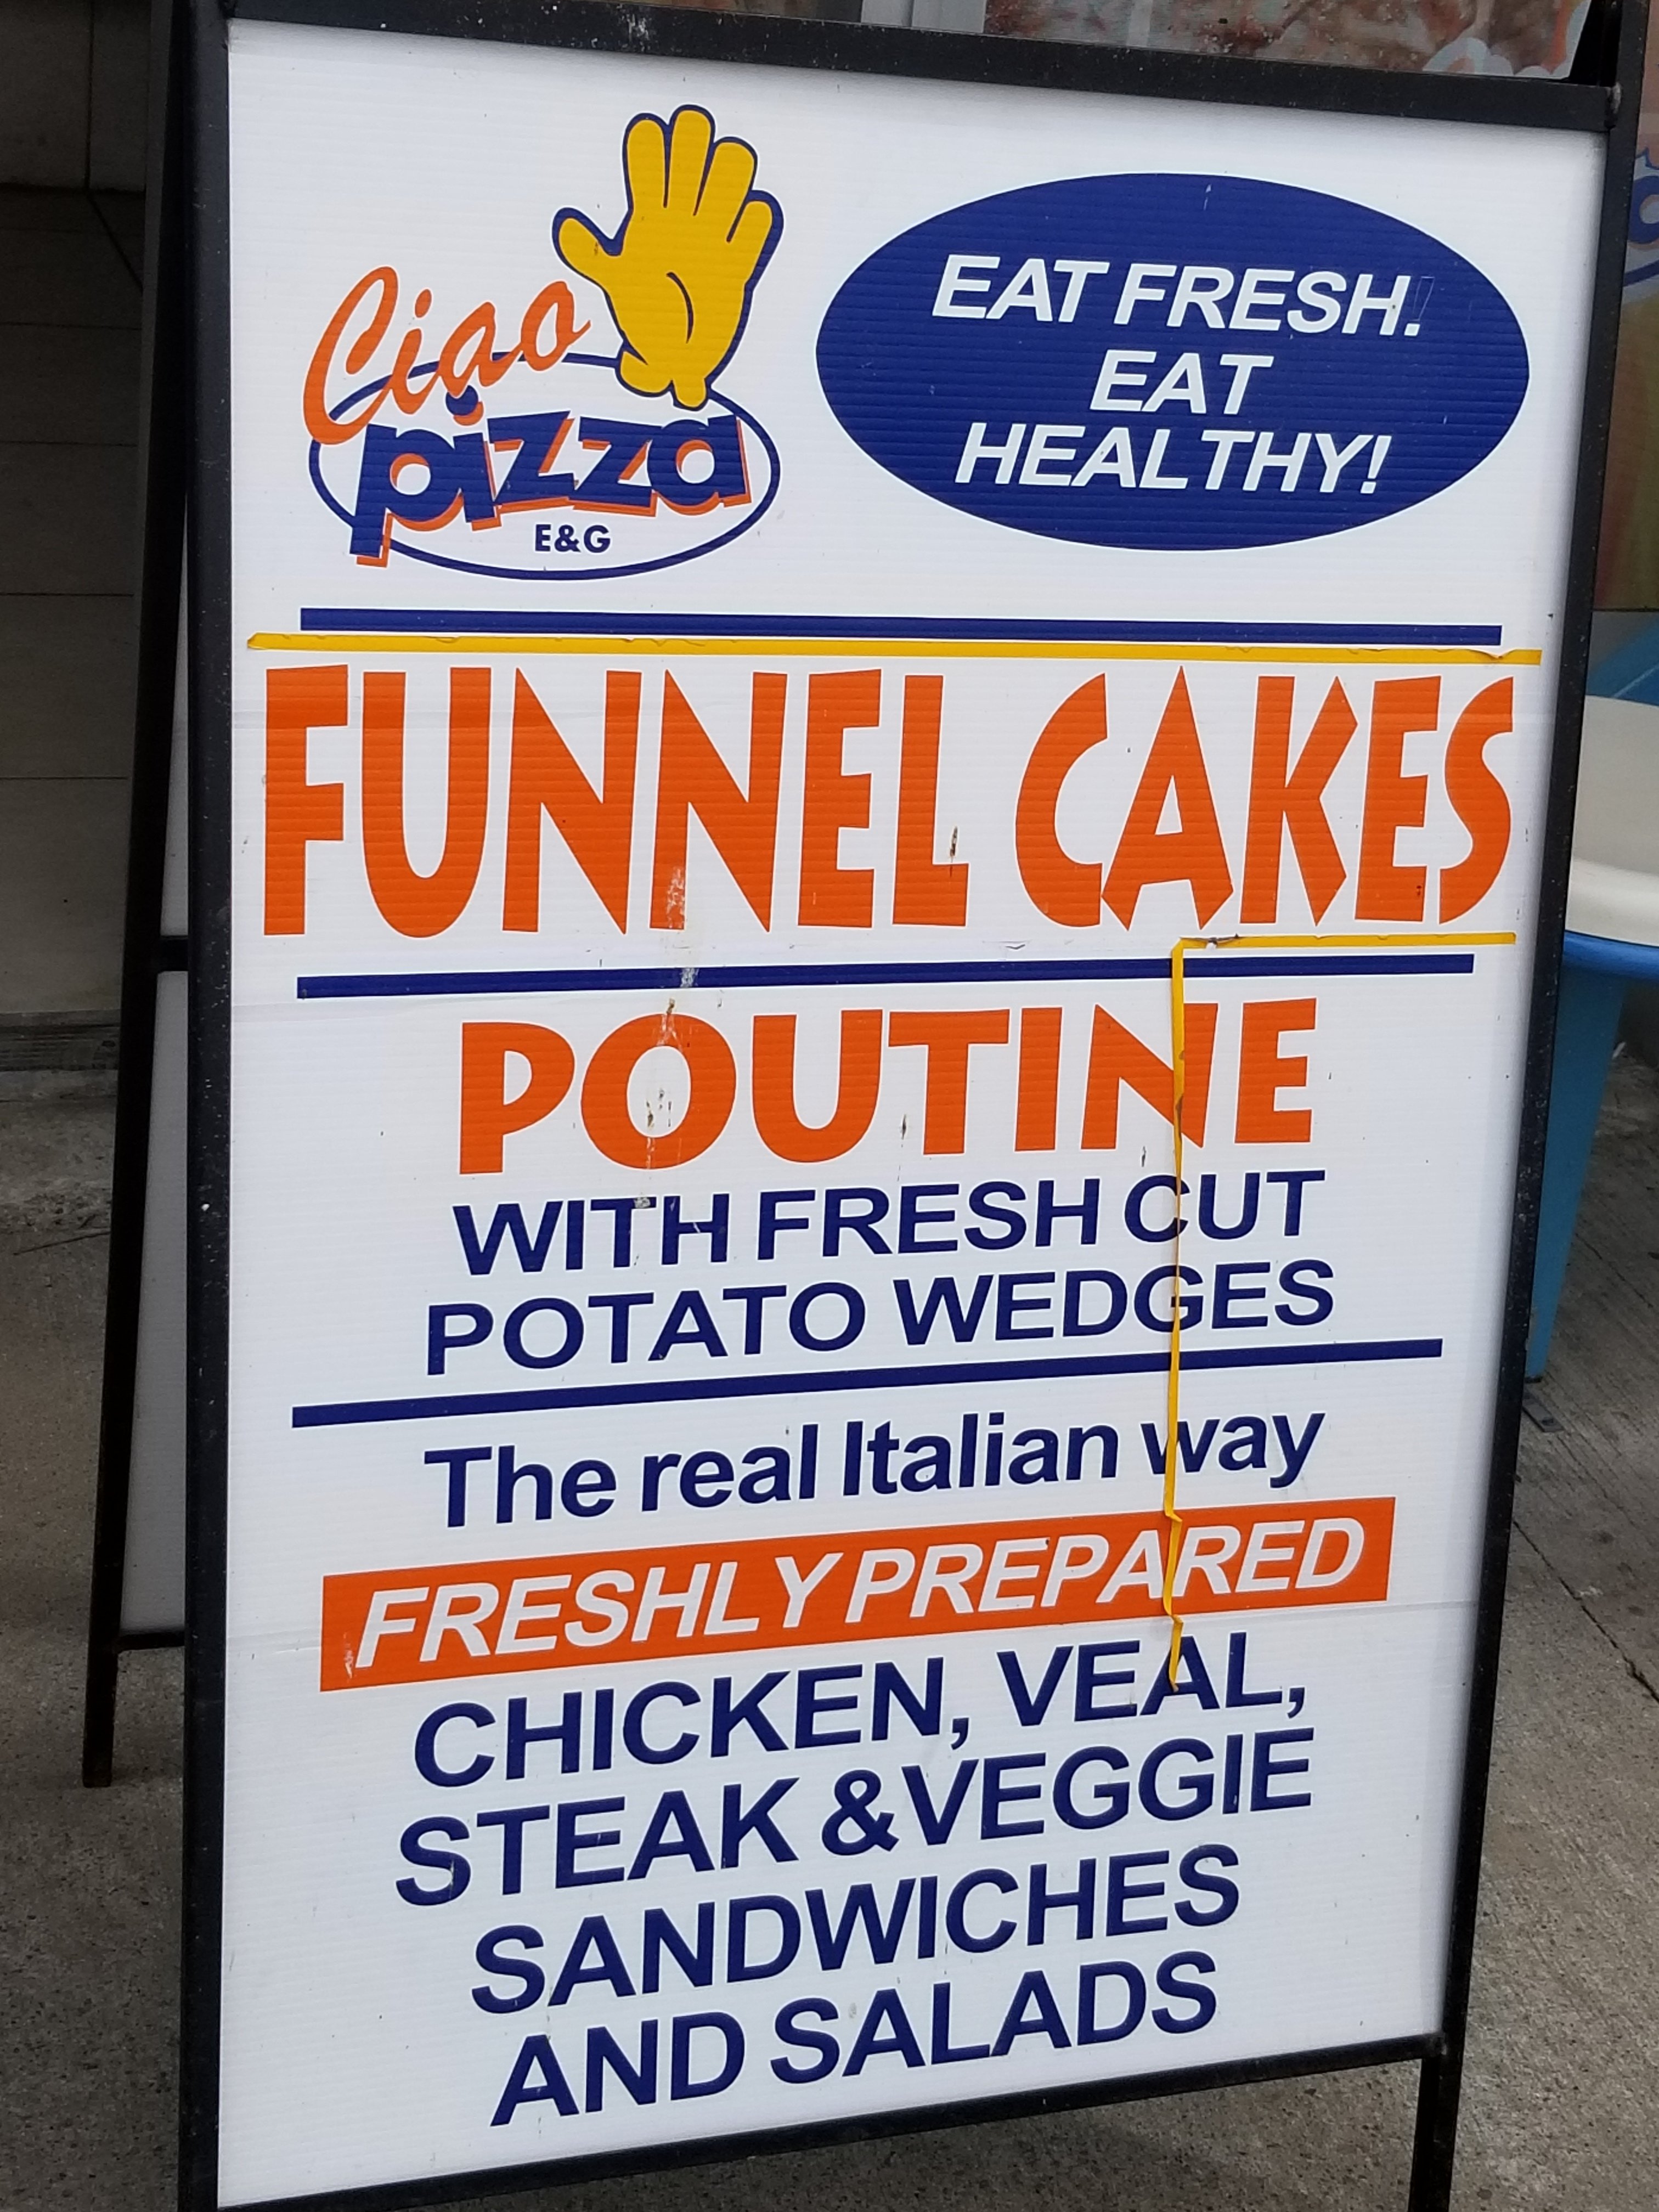 Ciao
pizza
E&G
EAT FRESH.
EAT
HEALTHY!
FUNNEL CAKES
POUTINE
WITH FRESH CUT
POTATO WEDGES
The real Italian way
FRESHLY PREPARED
CHICKEN, VEAL,
STEAK & VEGGIE
SANDWICHES
AND SALADS